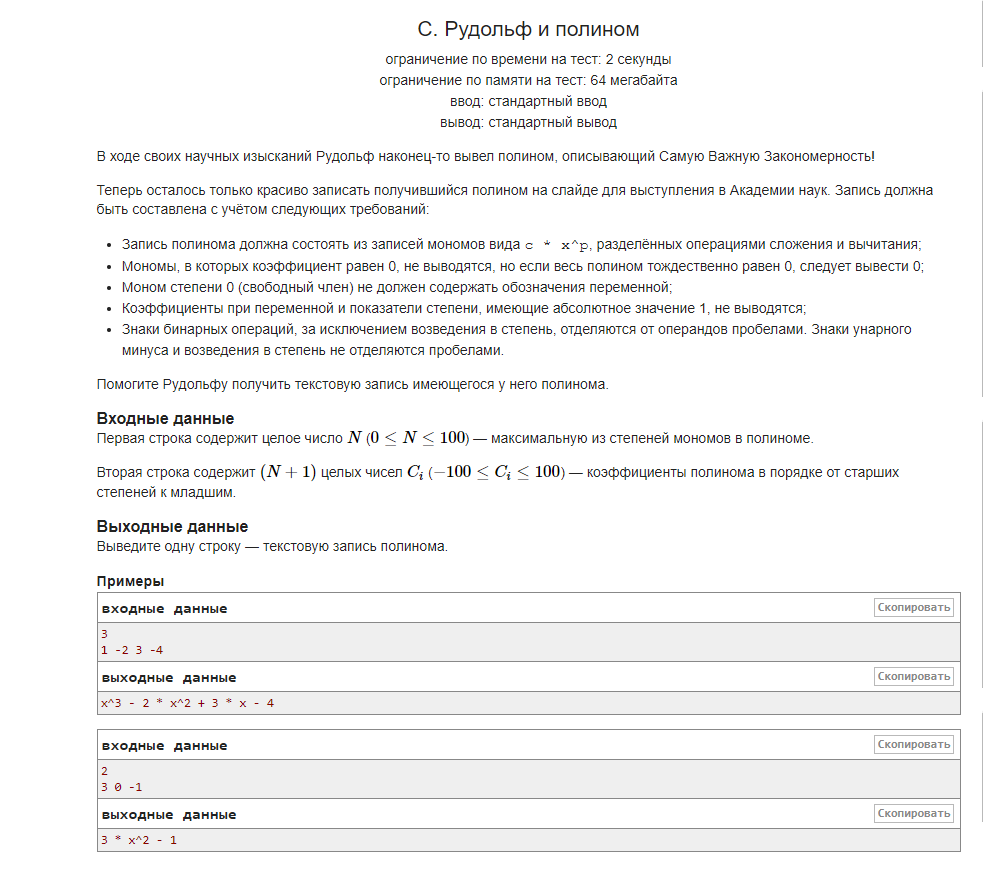 С. Рудольф и полином
ограничение по времени на тест: 2 секунды
ограничение по памяти на тест: 64 мегабайта
ввод: стандартный ввод
вывод: стандартный вывод
В ходе своих научных изысканий Рудольф наконец-то вывел полином, описывающий Самую Важную Закономерность!
Теперь осталось только красиво записать получившийся полином на слайде для выступления в Академии наук. Запись должна
быть составлена с учётом следующих требований:
• Запись полинома должна состоять из записей мономов вида c * x^p, разделённых операциями сложения и вычитания;
• Мономы, в которых коэффициент равен 0, не выводятся, но если весь полином тождественно равен 0, следует вывести 0;
• Моном степени 0 (свободный член) не должен содержать обозначения переменной;
• Коэффициенты при переменной и показатели степени, имеющие абсолютное значение 1, не выводятся;
• Знаки бинарных операций, за исключением возведения в степень, отделяются от операндов пробелами. Знаки унарного
минуса и возведения в степень не отделяются пробелами.
Помогите Рудольфу получить текстовую запись имеющегося у него полинома.
Входные данные
Первая строка содержит целое число N (0 ≤ N ≤ 100) — максимальную из степеней мономов в полиноме.
Вторая строка содержит (N + 1) целых чисел C_i (−100 ≤ C_i ≤ 100) — коэффициенты полинома в порядке от старших
степеней к младшим.
Выходные данные
Выведите одну строку — текстовую запись полинома.
Примеры
входные данные
Скопировать
3
1 -2 3 -4
выходные данные
Скопировать
x^3 - 2 * x^2 + 3 * x - 4
входные данные
Скопировать
2
3 0 -1
выходные данные
Скопировать
3 * x^2 - 1